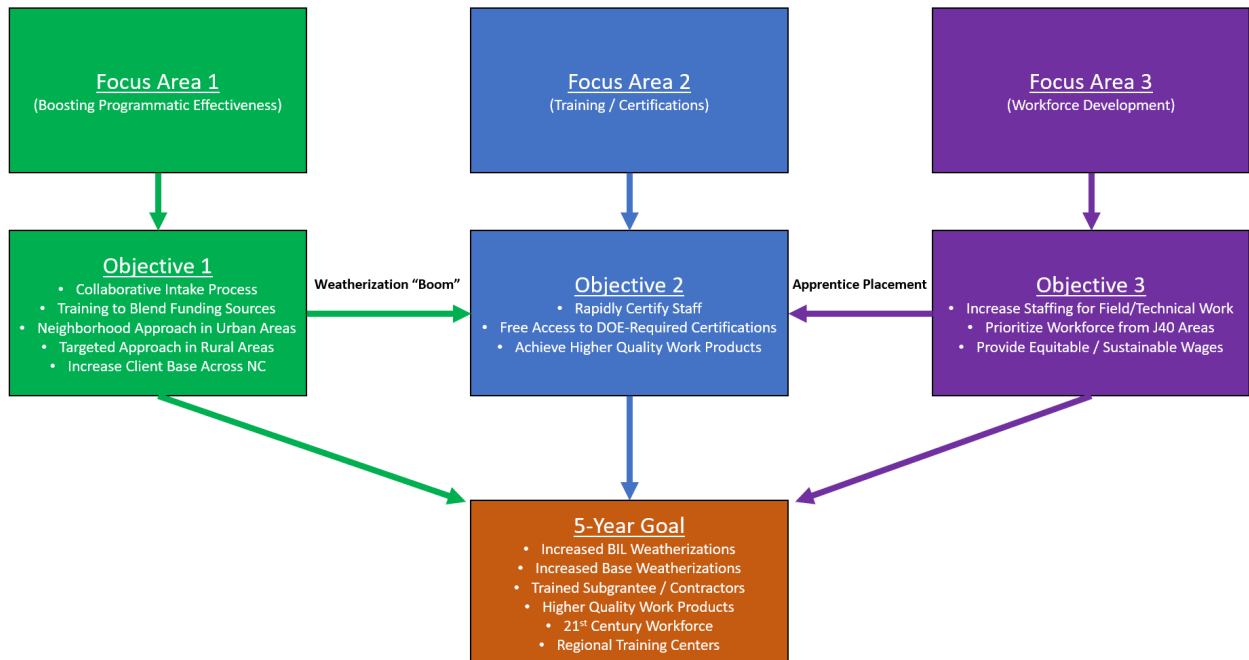 Focus Area 1
(Boosting Programmatic Effectiveness)
Focus Area 2
(Training / Certifications)
Focus Area 3
(Workforce Development)
Objective 1
• Collaborative Intake Process
• Training to Blend Funding Sources
• Neighborhood Approach in Urban Areas
• Targeted Approach in Rural Areas
• Increase Client Base Across NC
Weatherization “Boom”
Objective 2
• Rapidly Certify Staff
• Free Access to DOE-Required Certifications
• Achieve Higher Quality Work Products
Apprentice Placement
Objective 3
• Increase Staffing for Field/Technical Work
• Prioritize Workforce from J40 Areas
• Provide Equitable / Sustainable Wages
5-Year Goal
• Increased BIL Weatherizations
• Increased Base Weatherizations
• Trained Subgrantee / Contractors
• Higher Quality Work Products
• 21st Century Workforce
• Regional Training Centers